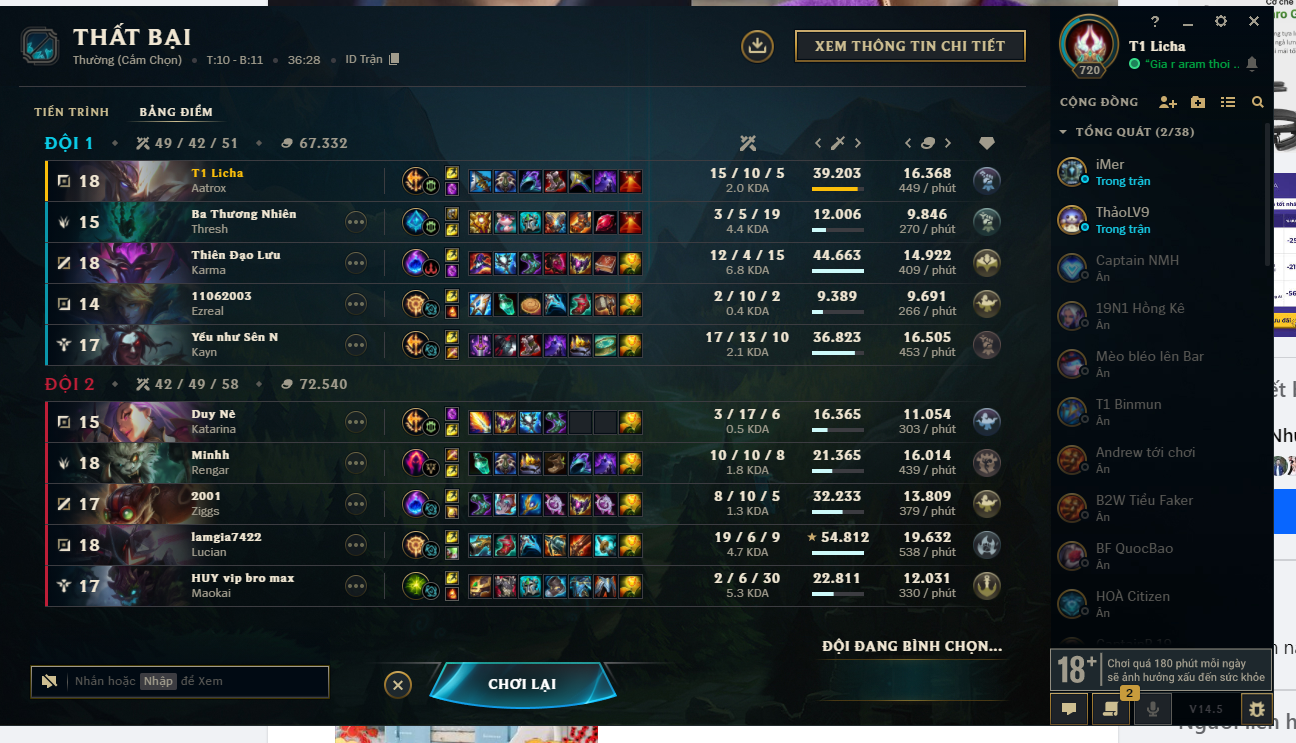 THẤT BẠI
Thường (Cấm Chọn) • T:10 - B:11 • 36:28 • ID Trận
XEM THÔNG TIN CHI TIẾT
TIẾN TRÌNH
BẢNG ĐIỂM
ĐỘI 1 49 / 42 / 51 67.332
18 T1 Licha 15 / 10 / 5 39.203 16.368
Aatrox 2.0 KDA 449 / phút
15 Ba Thương Nhiên 3 / 5 / 19 12.006 9.846
Thresh 4.4 KDA 270 / phút
18 Thiên Đạo Lưu 12 / 4 / 15 44.663 14.922
Karma 6.8 KDA 409 / phút
14 11062003 2 / 10 / 2 9.389 9.691
Ezreal 0.4 KDA 266 / phút
17 Yếu như Sên N 17 / 13 / 10 36.823 16.505
Kayn 2.1 KDA 453 / phút
ĐỘI 2 42 / 49 / 58 72.540
15 Duy Nè 3 / 17 / 6 16.365 11.054
Katarina 0.5 KDA 303 / phút
18 Minhh 10 / 10 / 8 21.365 16.014
Rengar 1.8 KDA 439 / phút
17 2001 8 / 10 / 5 32.233 13.809
Ziggs 1.3 KDA 379 / phút
18 lamgia7422 19 / 6 / 9 54.812 19.632
Lucian 4.7 KDA 538 / phút
17 HUY vip bro max 2 / 6 / 30 22.811 12.031
Maokai 5.3 KDA 330 / phút
ĐỘI ĐANG BÌNH CHỌN...
Nhấn hoặc Nhập để Xem
CHƠI LẠI
?
T1 Licha
720
"Gia r aram thoi ..
CỘNG ĐỒNG
TỔNG QUÁT (2/38)
iMer
Trong trận
ThảoLV9
Trong trận
Captain NMH
Ẩn
19N1 Hồng Kê
Ẩn
Mèo bléo lên Bar
Ẩn
T1 Binmun
Ẩn
Andrew tới chơi
Ẩn
B2W Tiểu Faker
Ẩn
BF QuocBao
Ẩn
HOÀ Citizen
Ẩn
18+
Chơi quá 180 phút mỗi ngày
sẽ ảnh hưởng xấu đến sức khỏe
2
V14.5